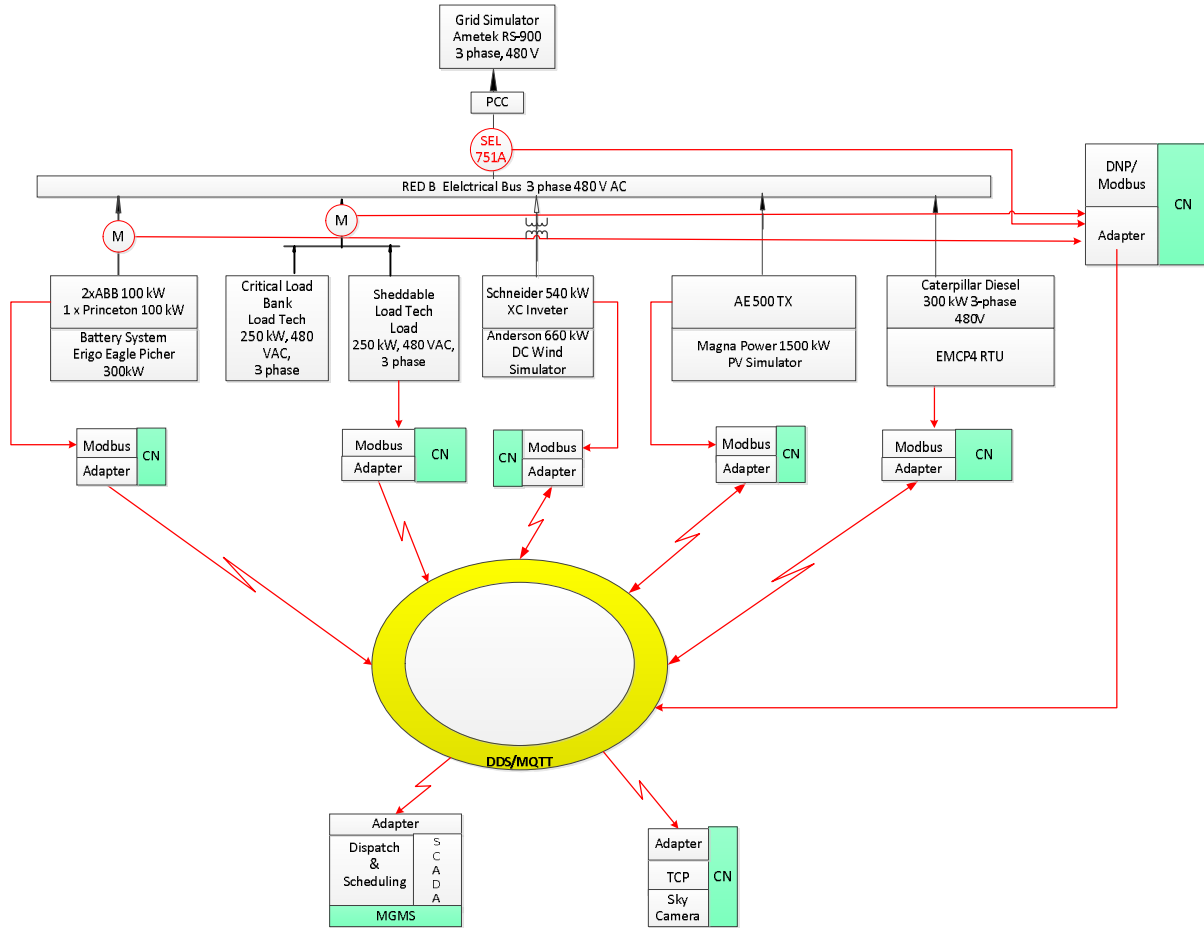 Grid Simulator
Ametek RS-900
3 phase, 480 V
PCC
SEL
751A
RED B  Elelctrical Bus  3 phase 480 V AC
DNP/
Modbus
CN
Adapter
M
M
2xABB 100 kW
1 x Princeton 100 kW
Battery System
Erigo Eagle Picher
300kW
Critical Load
Bank
Load Tech
250 kW, 480
VAC,
3 phase
Sheddable
Load Tech
Load
250 kW, 480 VAC,
3 phase
Schneider 540 kW
XC Inveter
Anderson 660 kW
DC Wind
Simulator
AE 500 TX
Magna Power 1500 kW
PV Simulator
Caterpillar Diesel
300 kW 3-phase
480V
EMCP4 RTU
Modbus
Adapter
CN
Modbus
Adapter
CN
CN
Modbus
Adapter
Modbus
Adapter
CN
Modbus
Adapter
CN
DDS/MQTT
Adapter
Dispatch
&
Scheduling
S
C
A
D
A
MGMS
Adapter
TCP
Sky
Camera
CN